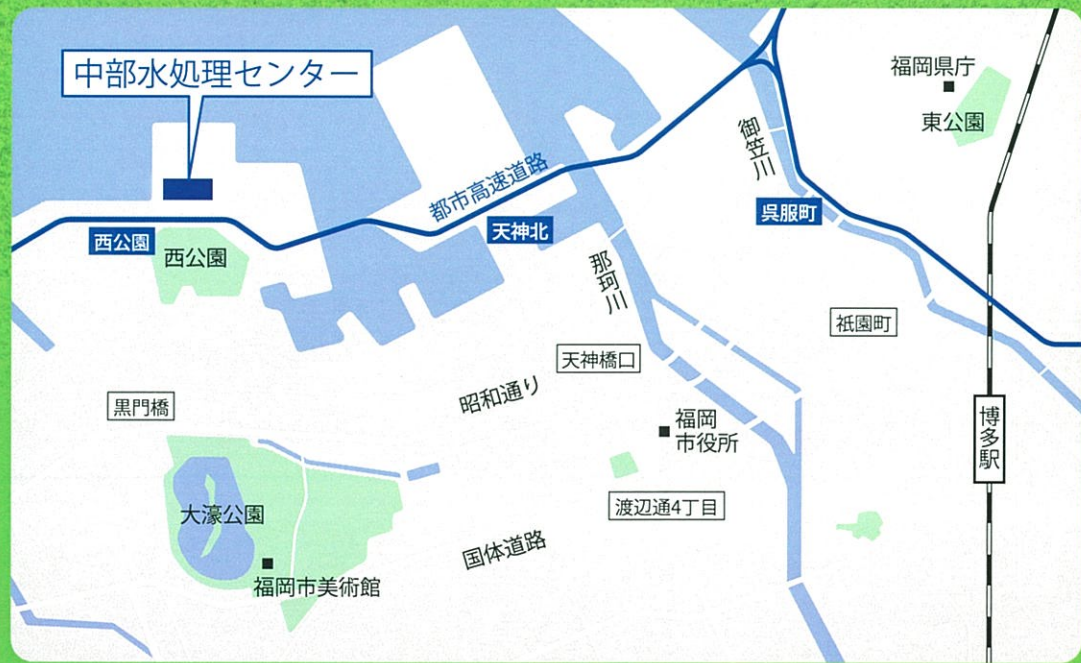 中部水処理センター
福岡県庁
東公園
御笠川
都市高速道路
呉服町
天神北
西公園
西公園
那珂川
祇園町
天神橋口
昭和通り
黒門橋
福岡
市役所
博多駅
渡辺通4丁目
大濠公園
国体道路
福岡市美術館